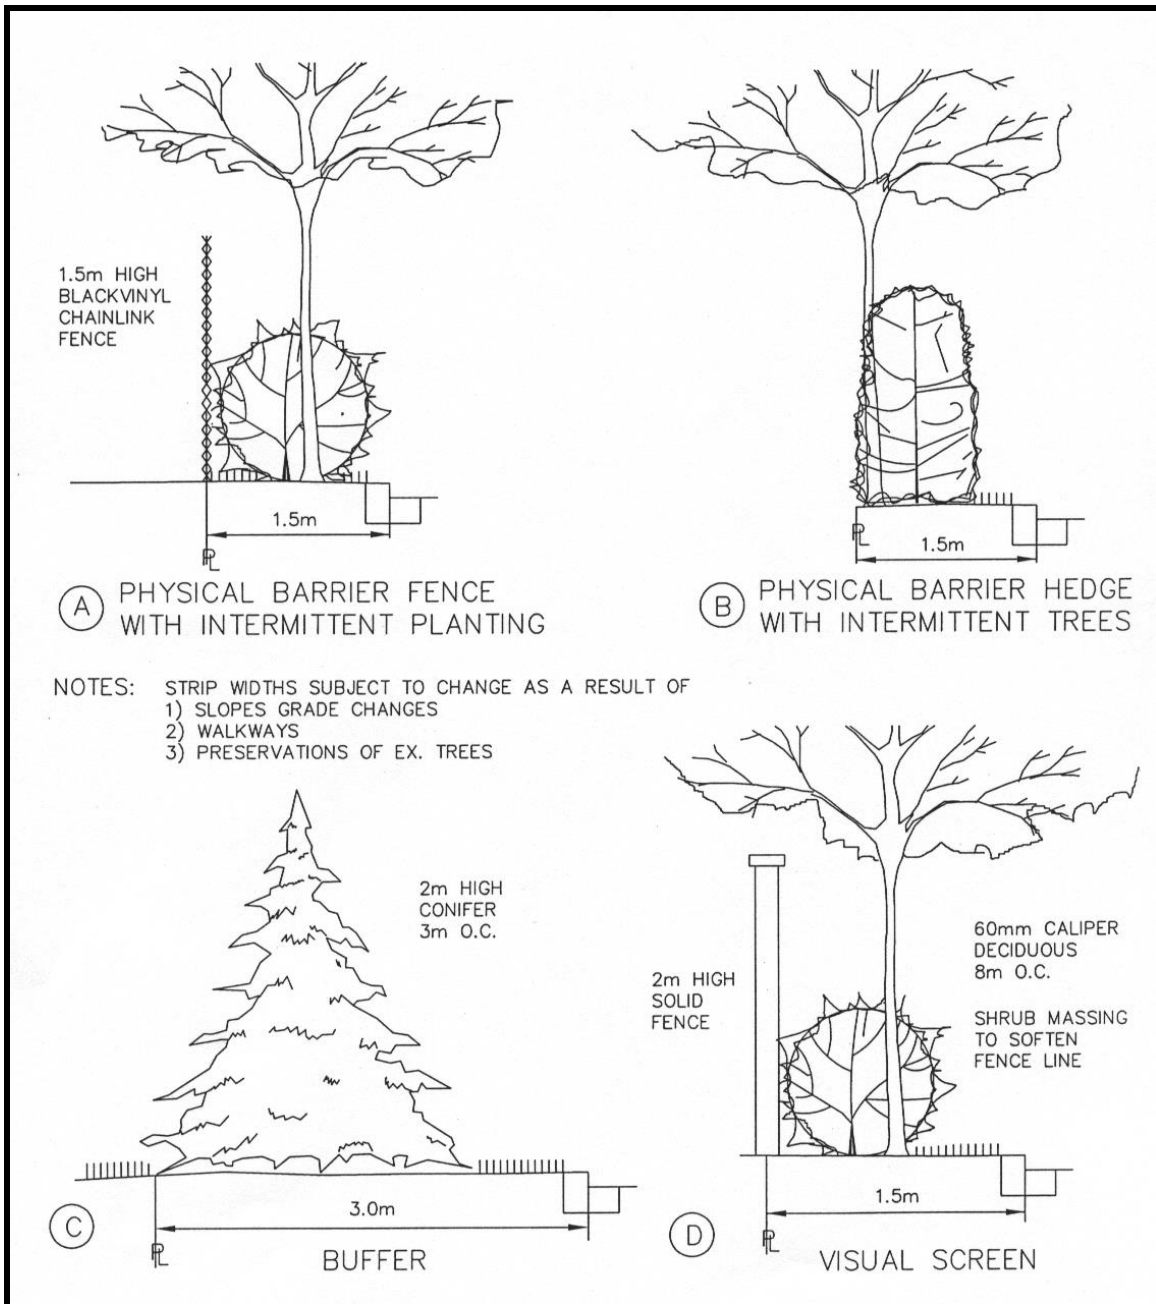 1.5m HIGH
BLACKVINYL
CHAINLINK
FENCE
1.5m
PL
A
PHYSICAL BARRIER FENCE
WITH INTERMITTENT PLANTING
1.5m
PL
B
PHYSICAL BARRIER HEDGE
WITH INTERMITTENT TREES
NOTES: STRIP WIDTHS SUBJECT TO CHANGE AS A RESULT OF
1) SLOPES GRADE CHANGES
2) WALKWAYS
3) PRESERVATIONS OF EX. TREES
2m HIGH
CONIFER
3m O.C.
3.0m
PL
C
BUFFER
2m HIGH
SOLID
FENCE
60mm CALIPER
DECIDUOUS
8m O.C.
SHRUB MASSING
TO SOFTEN
FENCE LINE
1.5m
PL
D
VISUAL SCREEN